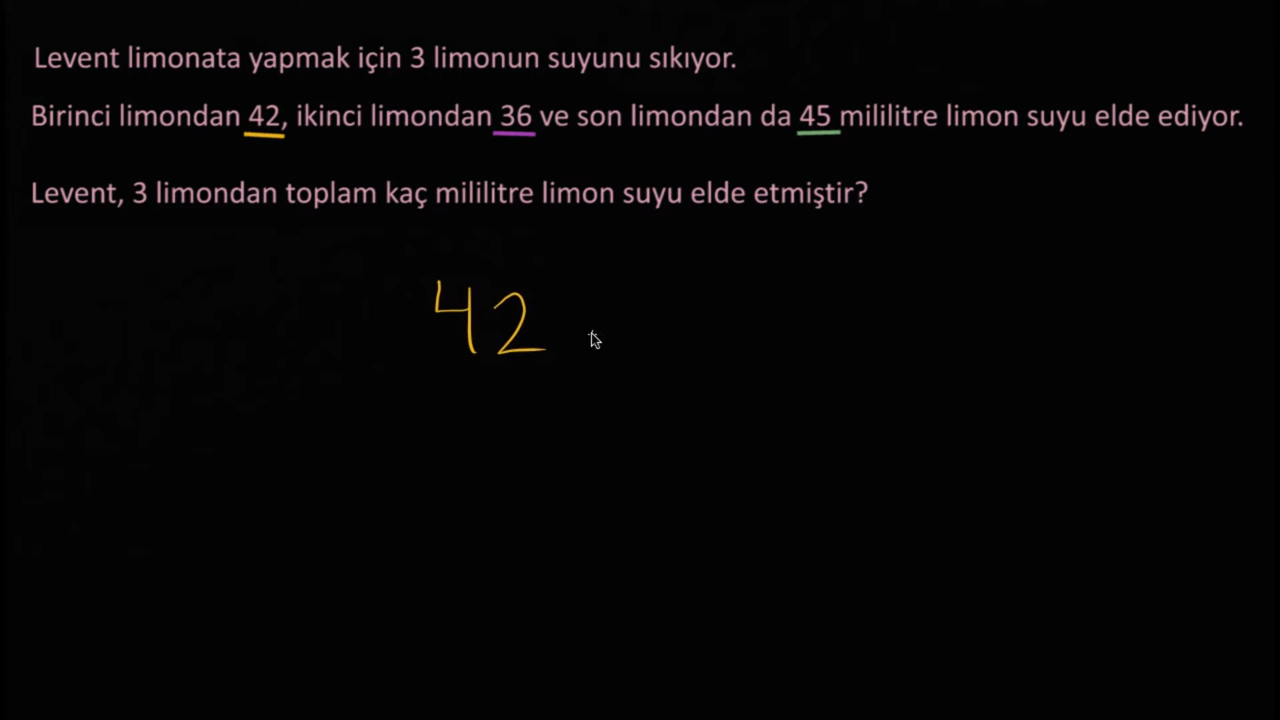 Levent limonata yapmak için 3 limonun suyunu sıkıyor.
Birinci limondan 42, ikinci limondan 36 ve son limondan da 45 mililitre limon suyu elde ediyor.
Levent, 3 limondan toplam kaç mililitre limon suyu elde etmiştir?
42